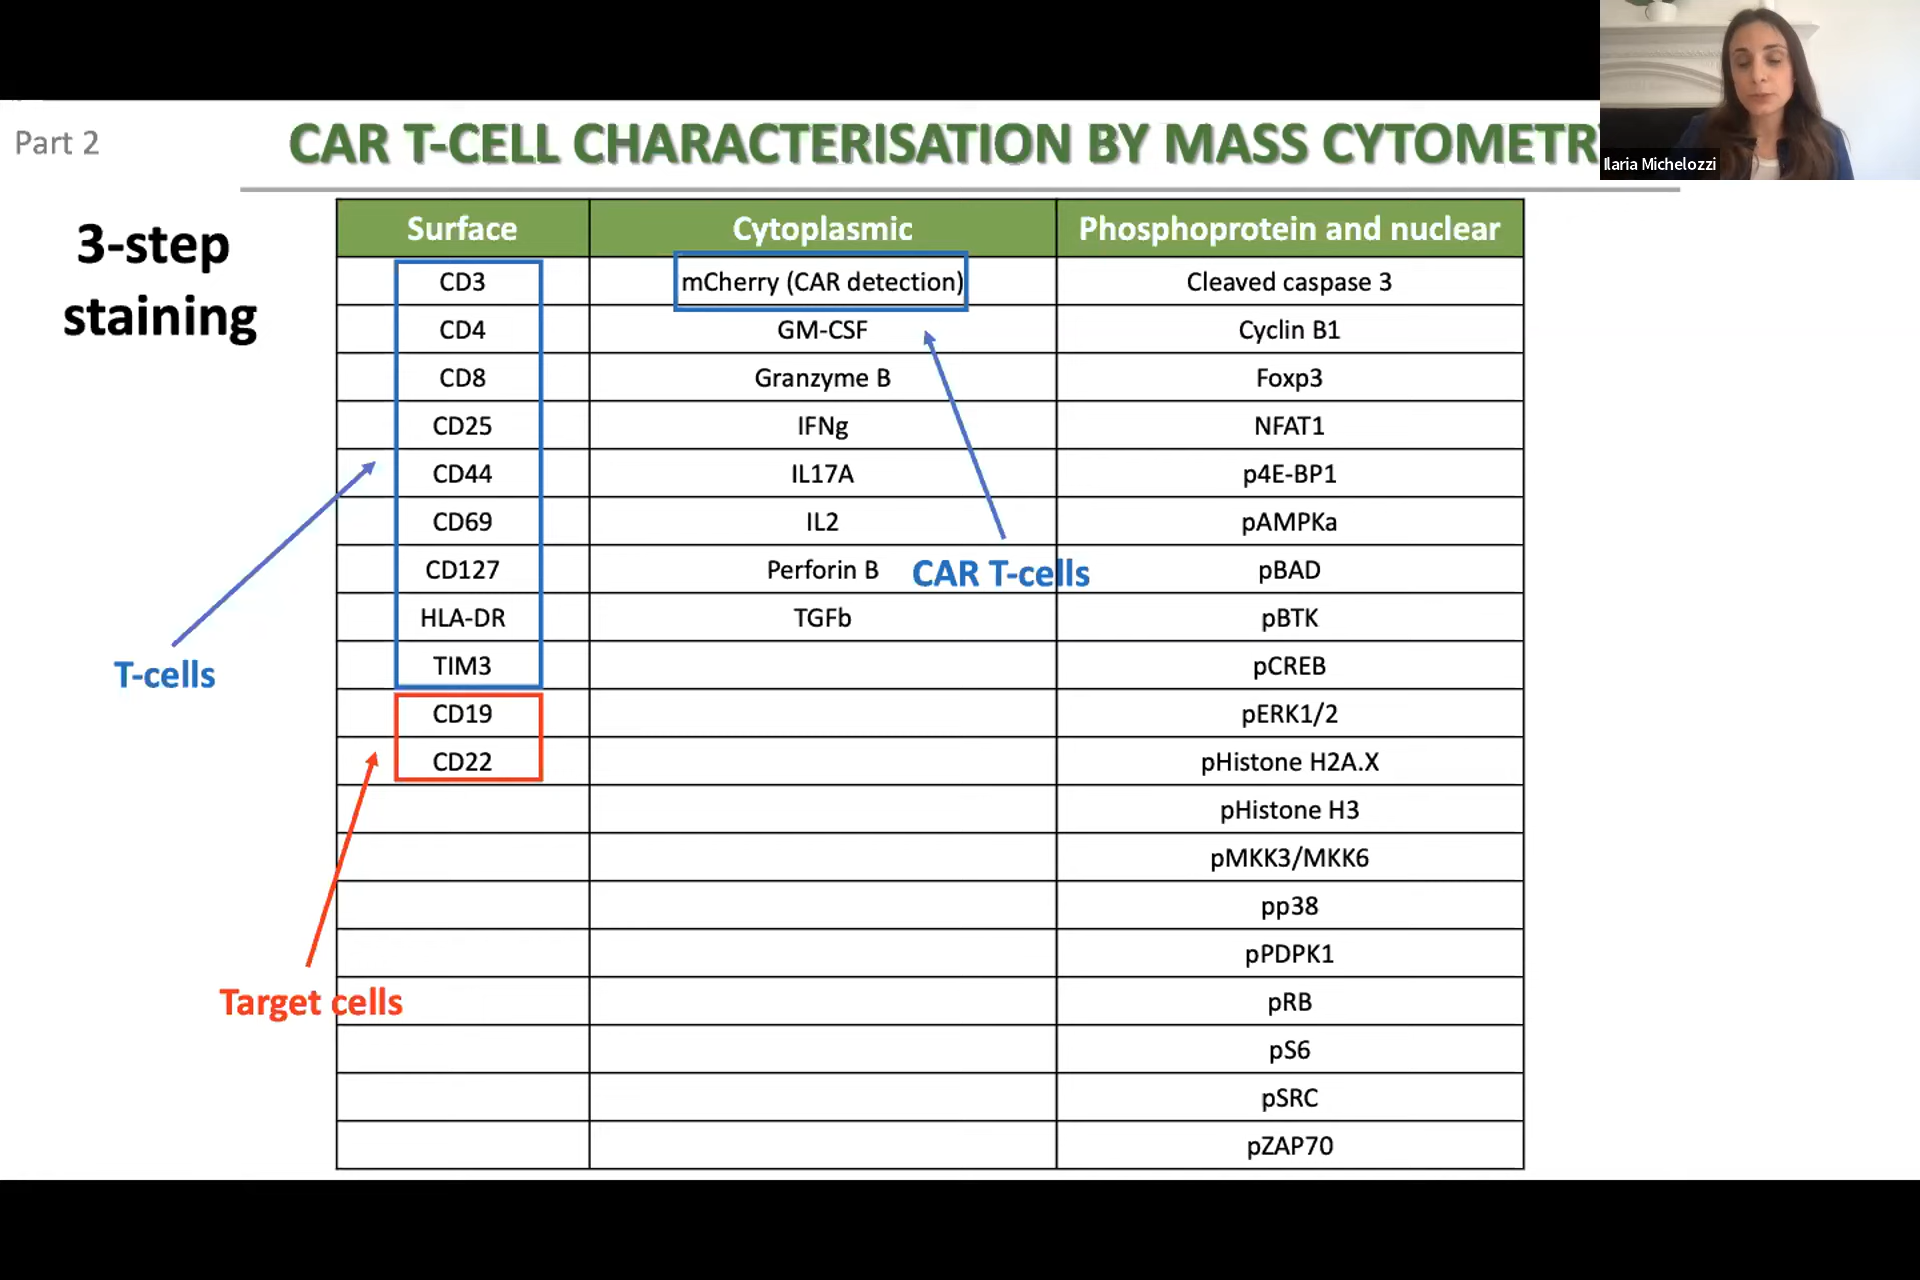 Part 2
CAR T-CELL CHARACTERISATION BY MASS CYTOMETR
Ilaria Michelozzi
3-step
staining
Surface Cytoplasmic Phosphoprotein and nuclear
CD3 mCherry (CAR detection) Cleaved caspase 3
CD4 GM-CSF Cyclin B1
CD8 Granzyme B Foxp3
CD25 IFNg NFAT1
CD44 IL17A p4E-BP1
CD69 IL2 pAMPKa
CD127 Perforin B pBAD
CAR T-cells
HLA-DR TGFb pBTK
TIM3 pCREB
T-cells
CD19 pERK1/2
CD22 pHistone H2A.X
pHistone H3
pMKK3/MKK6
pp38
pPDPK1
Target cells
pRB
pS6
pSRC
pZAP70